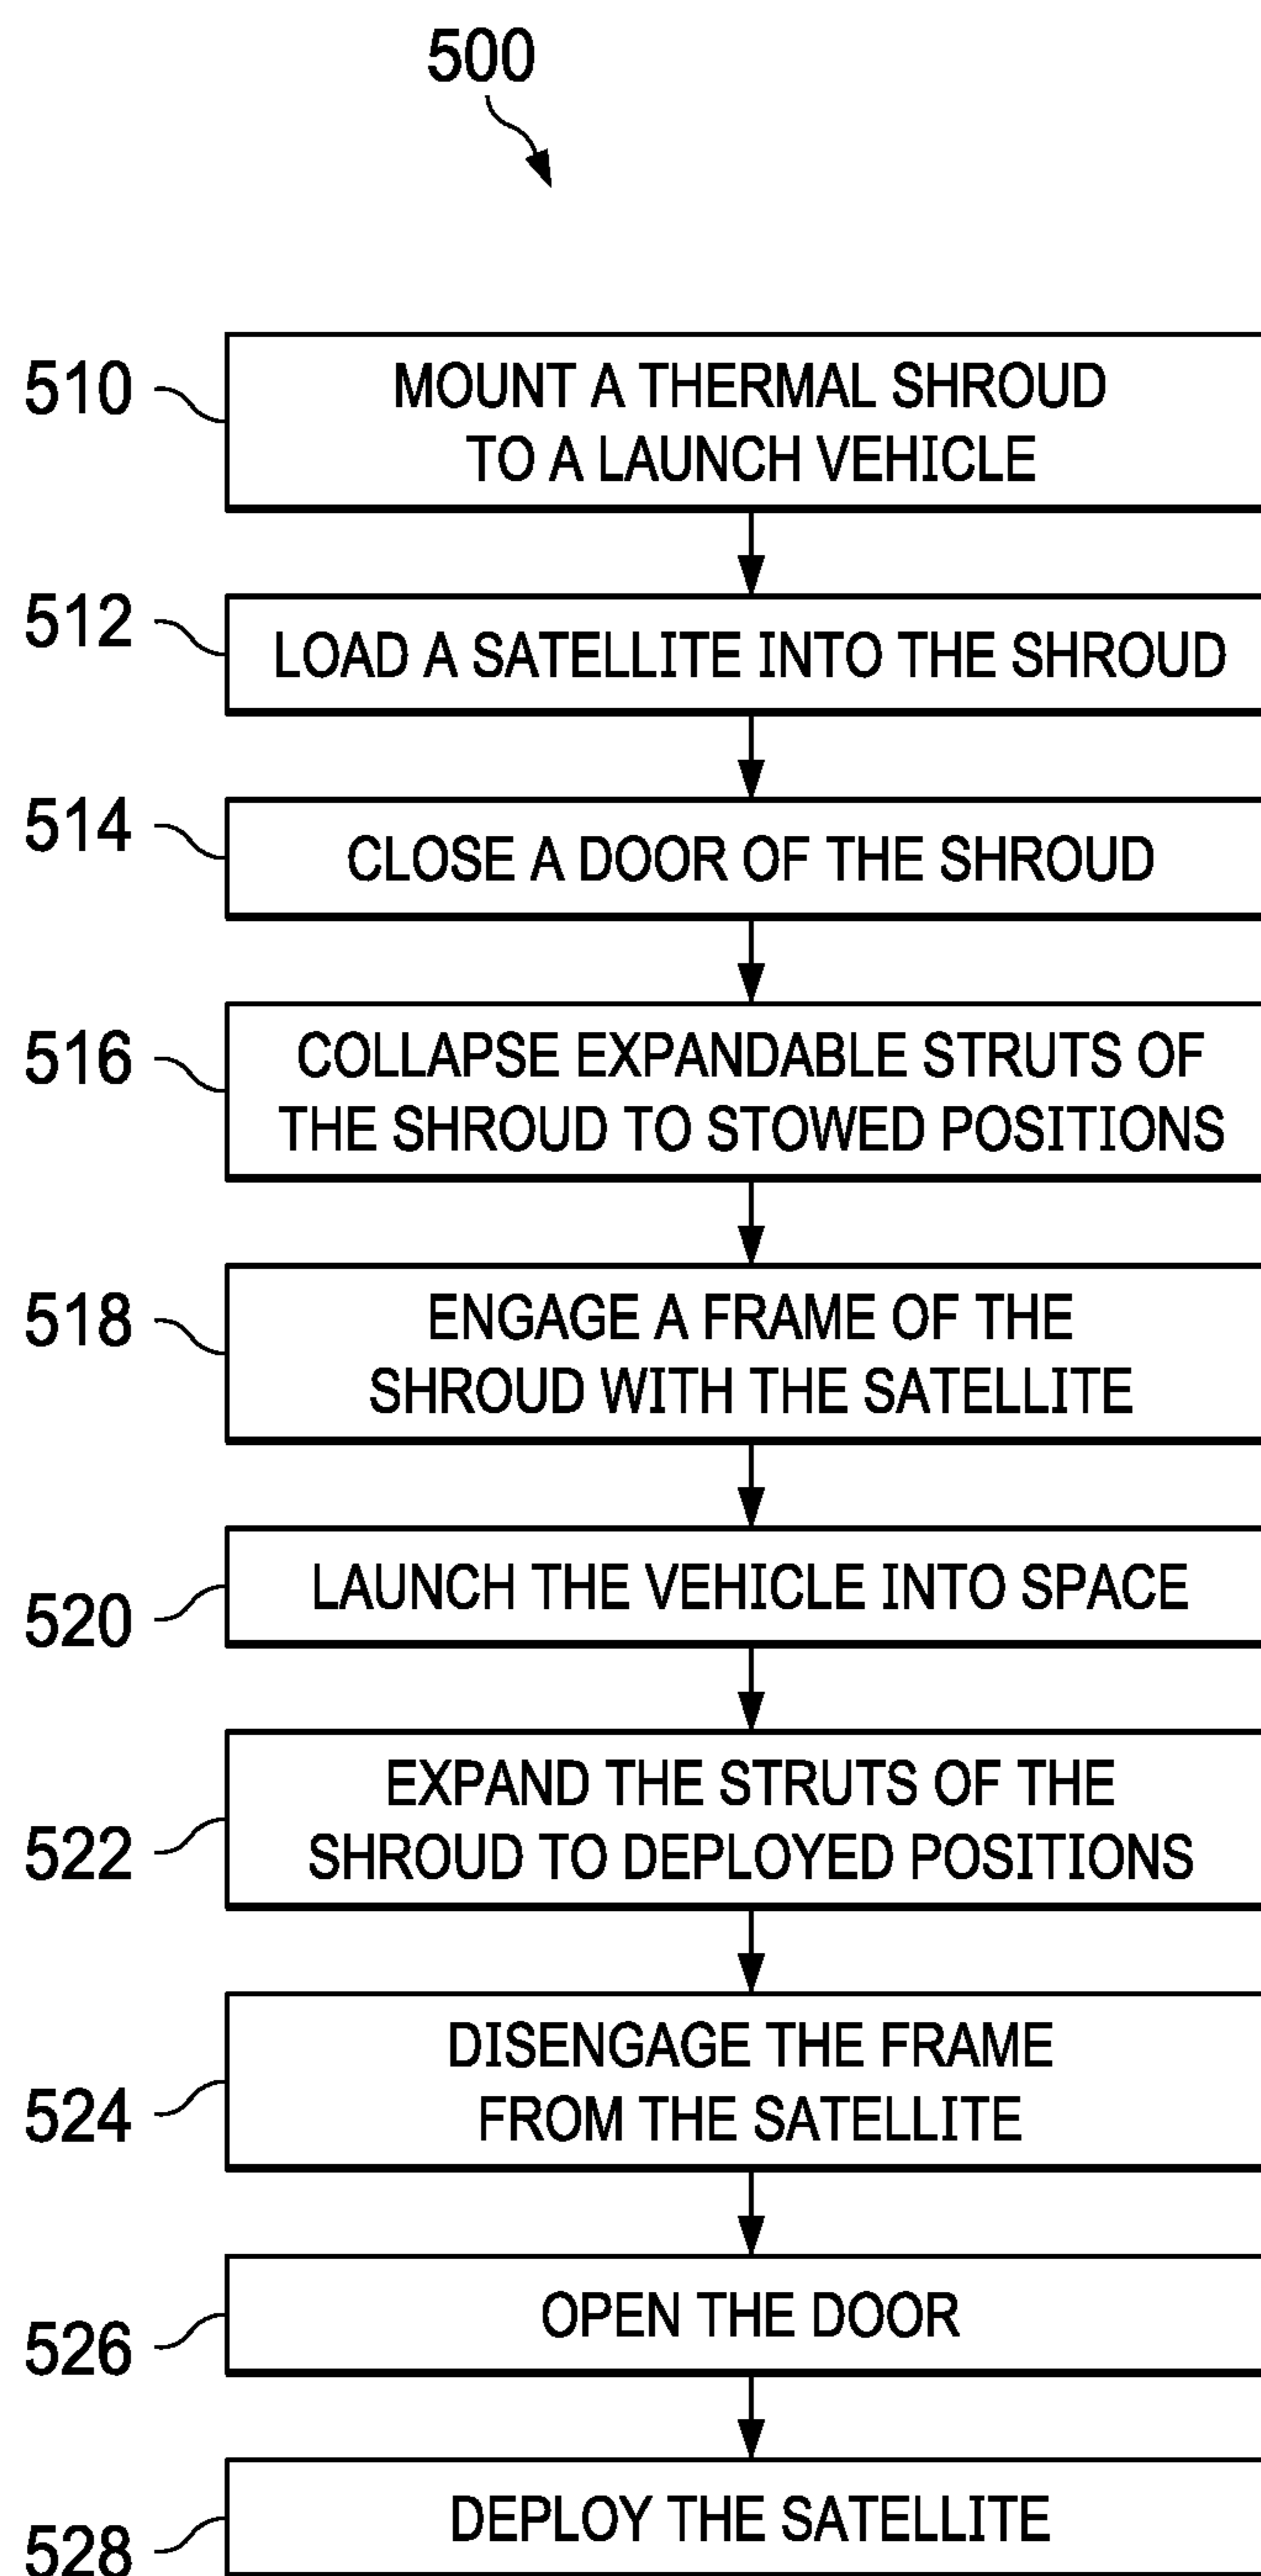 500
510
MOUNT A THERMAL SHROUD
TO A LAUNCH VEHICLE
512
LOAD A SATELLITE INTO THE SHROUD
514
CLOSE A DOOR OF THE SHROUD
516
COLLAPSE EXPANDABLE STRUTS OF
THE SHROUD TO STOWED POSITIONS
518
ENGAGE A FRAME OF THE
SHROUD WITH THE SATELLITE
520
LAUNCH THE VEHICLE INTO SPACE
522
EXPAND THE STRUTS OF THE
SHROUD TO DEPLOYED POSITIONS
524
DISENGAGE THE FRAME
FROM THE SATELLITE
526
OPEN THE DOOR
528
DEPLOY THE SATELLITE